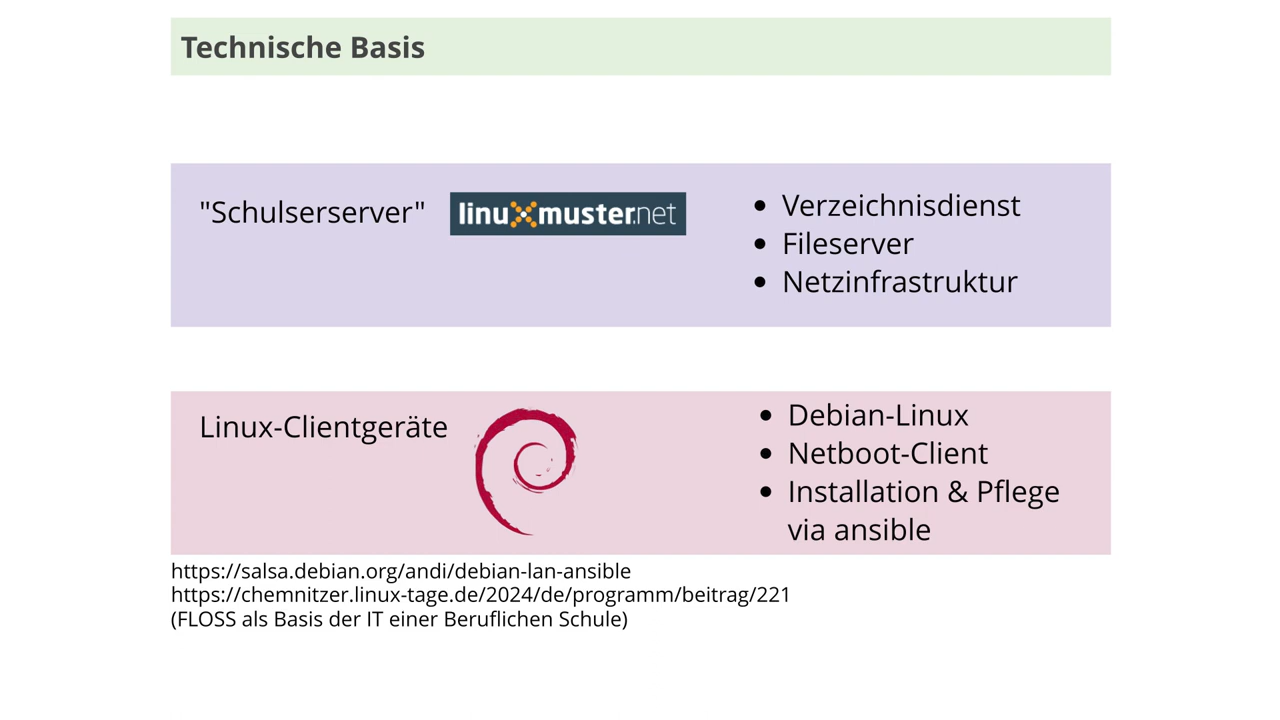 Technische Basis
"Schulserserver"
linuxmuster.net
• Verzeichnisdienst
• Fileserver
• Netzinfrastruktur
Linux-Clientgeräte
• Debian-Linux
• Netboot-Client
• Installation & Pflege
via ansible
https://salsa.debian.org/andi/debian-lan-ansible
https://chemnitzer.linux-tage.de/2024/de/programm/beitrag/221
(FLOSS als Basis der IT einer Beruflichen Schule)